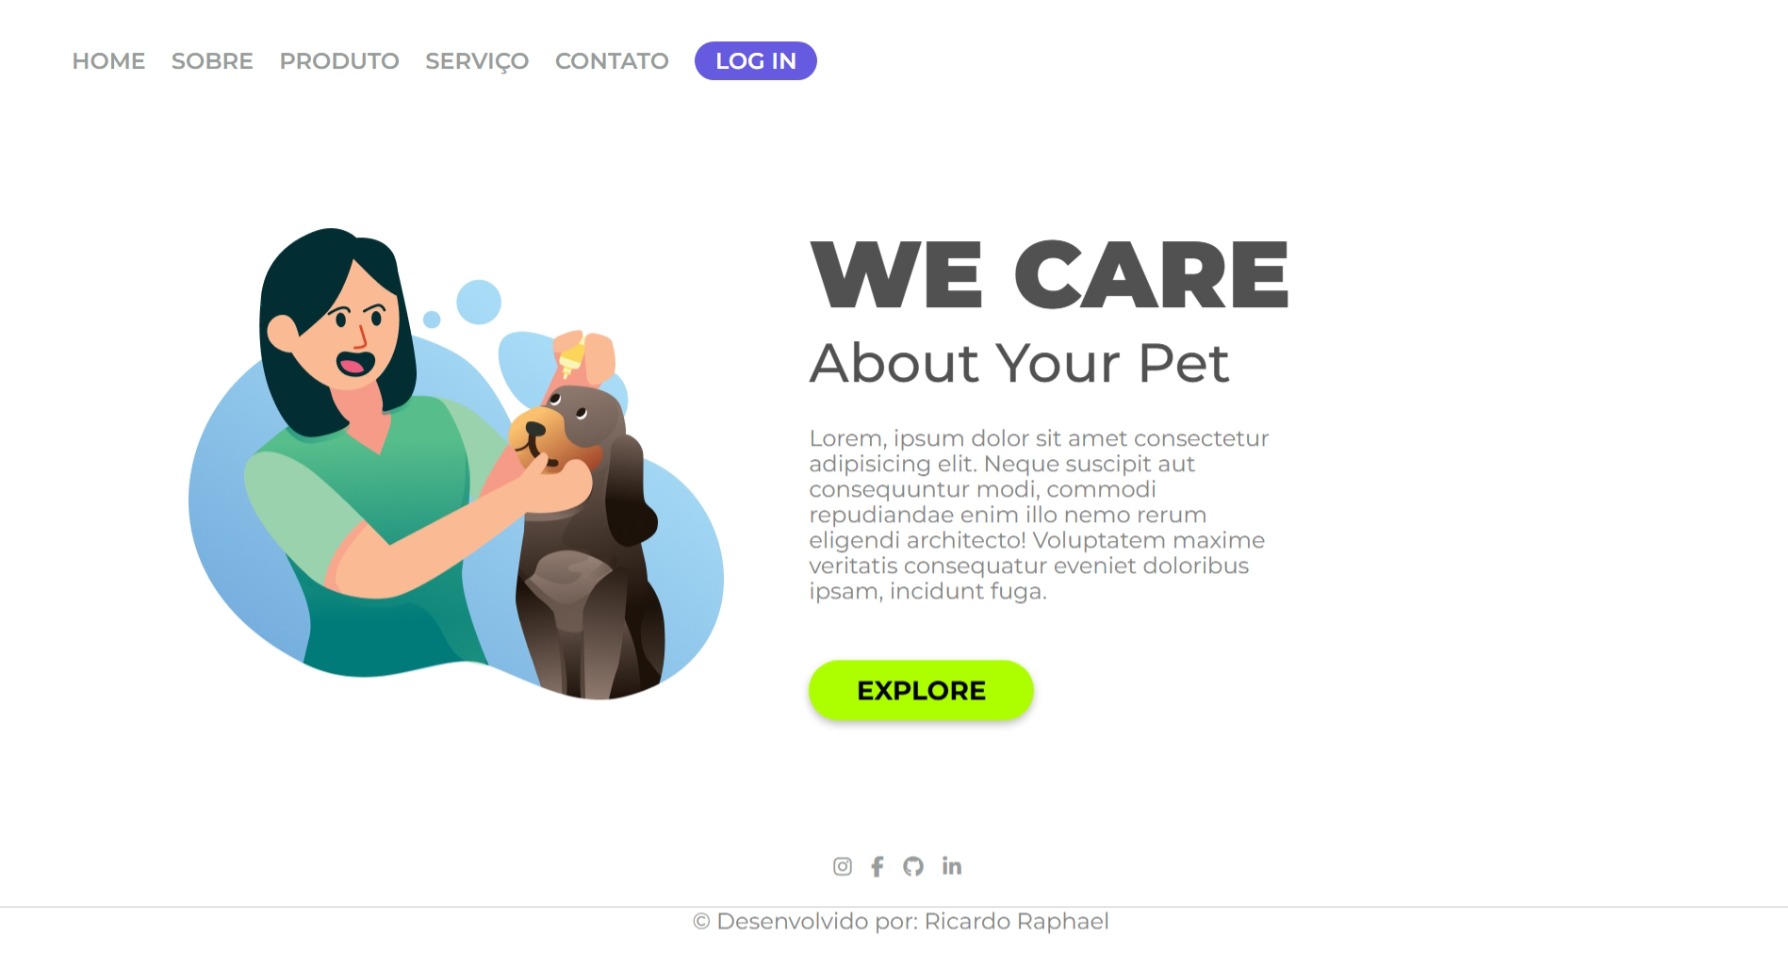 HOME SOBRE PRODUTO SERVIÇO CONTATO LOG IN
WE CARE
About Your Pet
Lorem, ipsum dolor sit amet consectetur
adipisicing elit. Neque suscipit aut
consequuntur modi, commodi
repudiandae enim illo nemo rerum
eligendi architecto! Voluptatem maxime
veritatis consequatur eveniet doloribus
ipsam, incidunt fuga.
EXPLORE
© Desenvolvido por: Ricardo Raphael